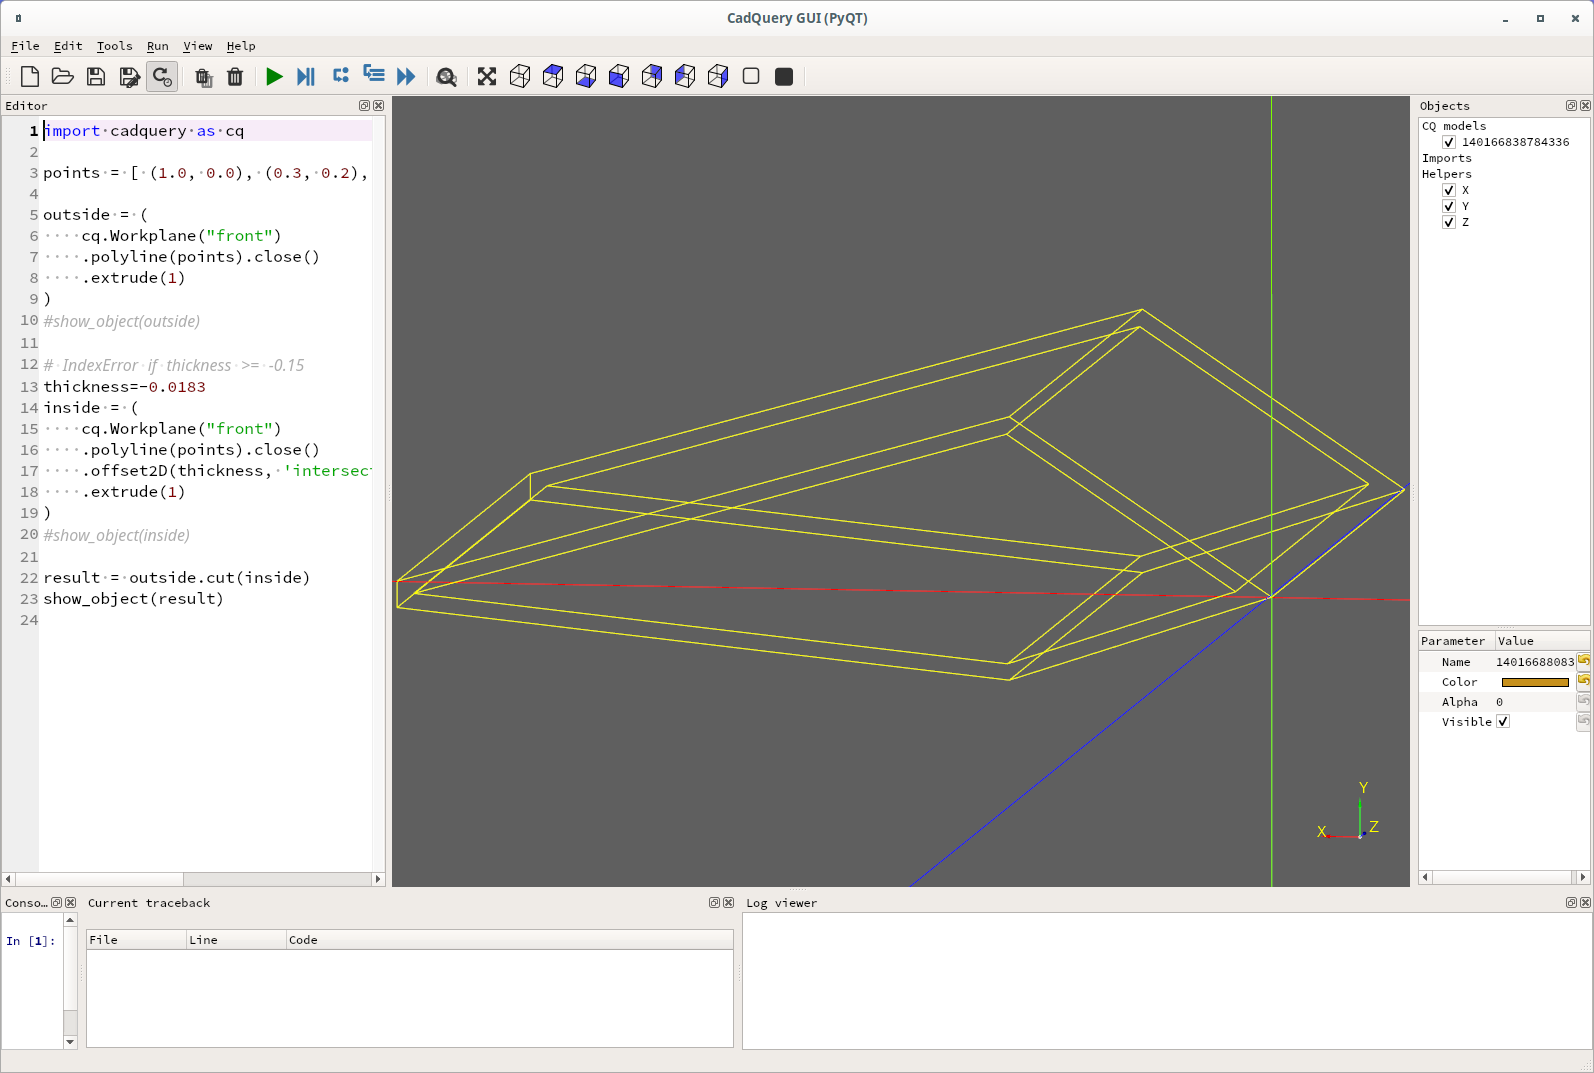 CadQuery GUI (PyQT)
File Edit Tools Run View Help
Editor
1 import cadquery as cq
2
3 points = [ (1.0, 0.0), (0.3, 0.2),
4
5 outside = (
6     cq.Workplane("front")
7     .polyline(points).close()
8     .extrude(1)
9 )
10 #show_object(outside)
11
12 # IndexError if thickness >= -0.15
13 thickness=-0.0183
14 inside = (
15     cq.Workplane("front")
16     .polyline(points).close()
17     .offset2D(thickness, 'intersect
18     .extrude(1)
19 )
20 #show_object(inside)
21
22 result = outside.cut(inside)
23 show_object(result)
24
Y
X
Z
Objects
CQ models
140166838784336
Imports
Helpers
X
Y
Z
Parameter Value
Name 14016688083
Color
Alpha 0
Visible
Conso...
In [1]:
Current traceback
File Line Code
Log viewer